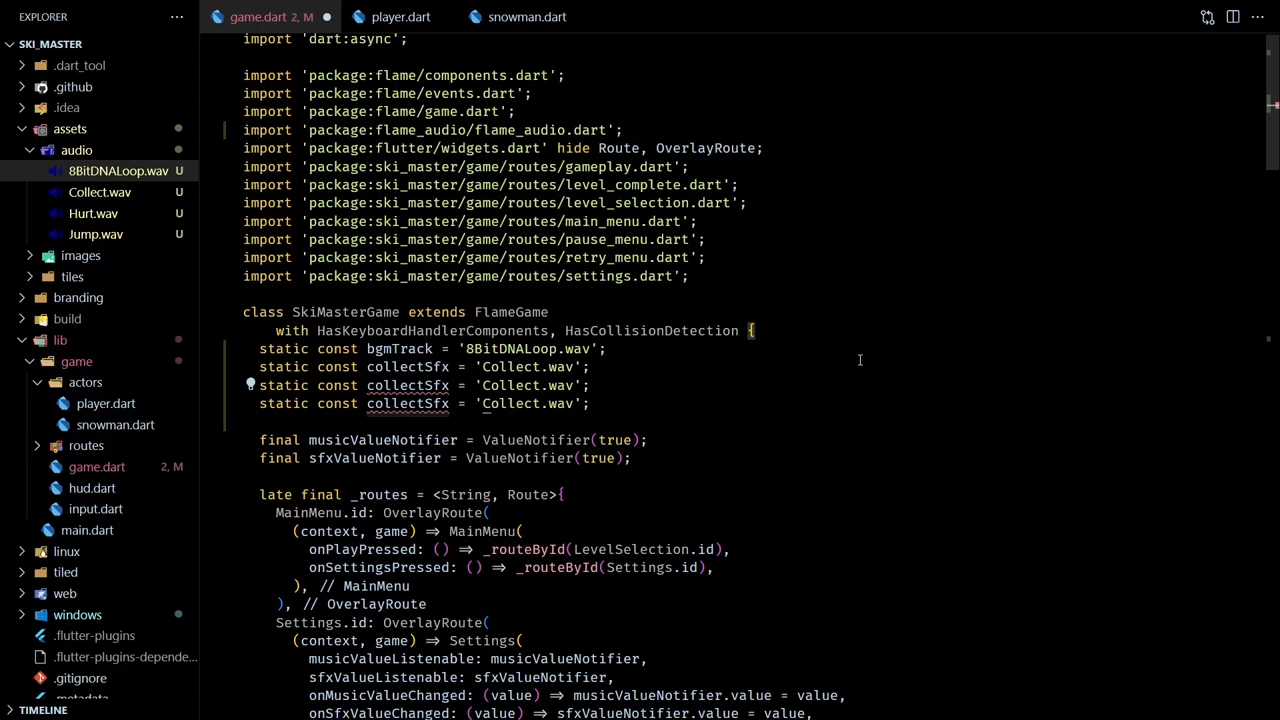 EXPLORER
SKI_MASTER
.dart_tool
.github
.idea
assets
audio
8BitDNALoop.wav U
Collect.wav U
Hurt.wav U
Jump.wav U
images
tiles
branding
build
lib
game
actors
player.dart
snowman.dart
routes
game.dart 2, M
hud.dart
input.dart
main.dart
linux
tiled
web
windows
.flutter-plugins
.flutter-plugins-depende...
.gitignore
.metadata
TIMELINE
game.dart 2, M
player.dart
snowman.dart
import 'dart:async';
import 'package:flame/components.dart';
import 'package:flame/events.dart';
import 'package:flame/game.dart';
import 'package:flame_audio/flame_audio.dart';
import 'package:flutter/widgets.dart' hide Route, OverlayRoute;
import 'package:ski_master/game/routes/gameplay.dart';
import 'package:ski_master/game/routes/level_complete.dart';
import 'package:ski_master/game/routes/level_selection.dart';
import 'package:ski_master/game/routes/main_menu.dart';
import 'package:ski_master/game/routes/pause_menu.dart';
import 'package:ski_master/game/routes/retry_menu.dart';
import 'package:ski_master/game/routes/settings.dart';
class SkiMasterGame extends FlameGame
with HasKeyboardHandlerComponents, HasCollisionDetection {
static const bgmTrack = '8BitDNALoop.wav';
static const collectSfx = 'Collect.wav';
static const collectSfx = 'Collect.wav';
static const collectSfx = 'Collect.wav';
final musicValueNotifier = ValueNotifier(true);
final sfxValueNotifier = ValueNotifier(true);
late final _routes = <String, Route>{
MainMenu.id: OverlayRoute(
(context, game) => MainMenu(
onPlayPressed: () => _routeById(LevelSelection.id),
onSettingsPressed: () => _routeById(Settings.id),
), // MainMenu
), // OverlayRoute
Settings.id: OverlayRoute(
(context, game) => Settings(
musicValueListenable: musicValueNotifier,
sfxValueListenable: sfxValueNotifier,
onMusicValueChanged: (value) => musicValueNotifier.value = value,
onSfxValueChanged: (value) => sfxValueNotifier.value = value,